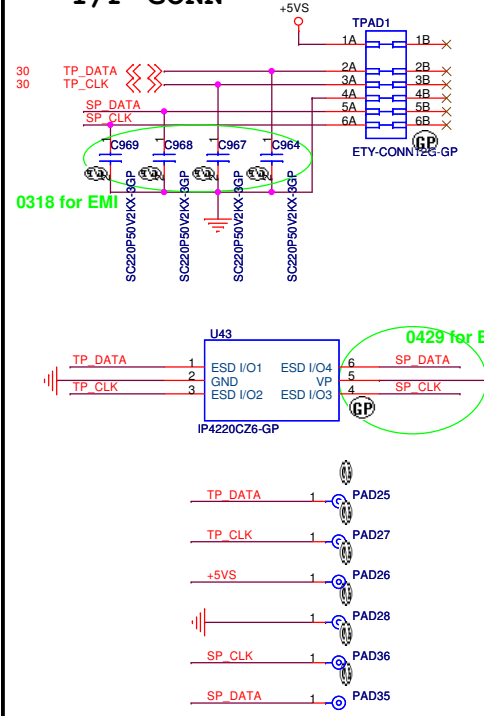 CONN
+5VS
TPAD1
1A 1B
30 TP_DATA 2A 2B
30 TP_CLK 3A 3B
4A 4B
SP_DATA 5A 5B
SP_CLK 6A 6B
GP
ETY-CONN12G-GP
1 C969 1 C968 1 C967 1 C964
0318 for EMI
SC220P50V2KX-3GP
SC220P50V2KX-3GP
SC220P50V2KX-3GP
SC220P50V2KX-3GP
U43
0429 for E
TP_DATA 1 ESD I/O1 ESD I/O4 6 SP_DATA
2 GND VP 5
TP_CLK 3 ESD I/O2 ESD I/O3 4 SP_CLK
GP
IP4220CZ6-GP
TP_DATA 1 PAD25
TP_CLK 1 PAD27
+5VS 1 PAD26
1 PAD28
SP_CLK 1 PAD36
SP_DATA 1 PAD35